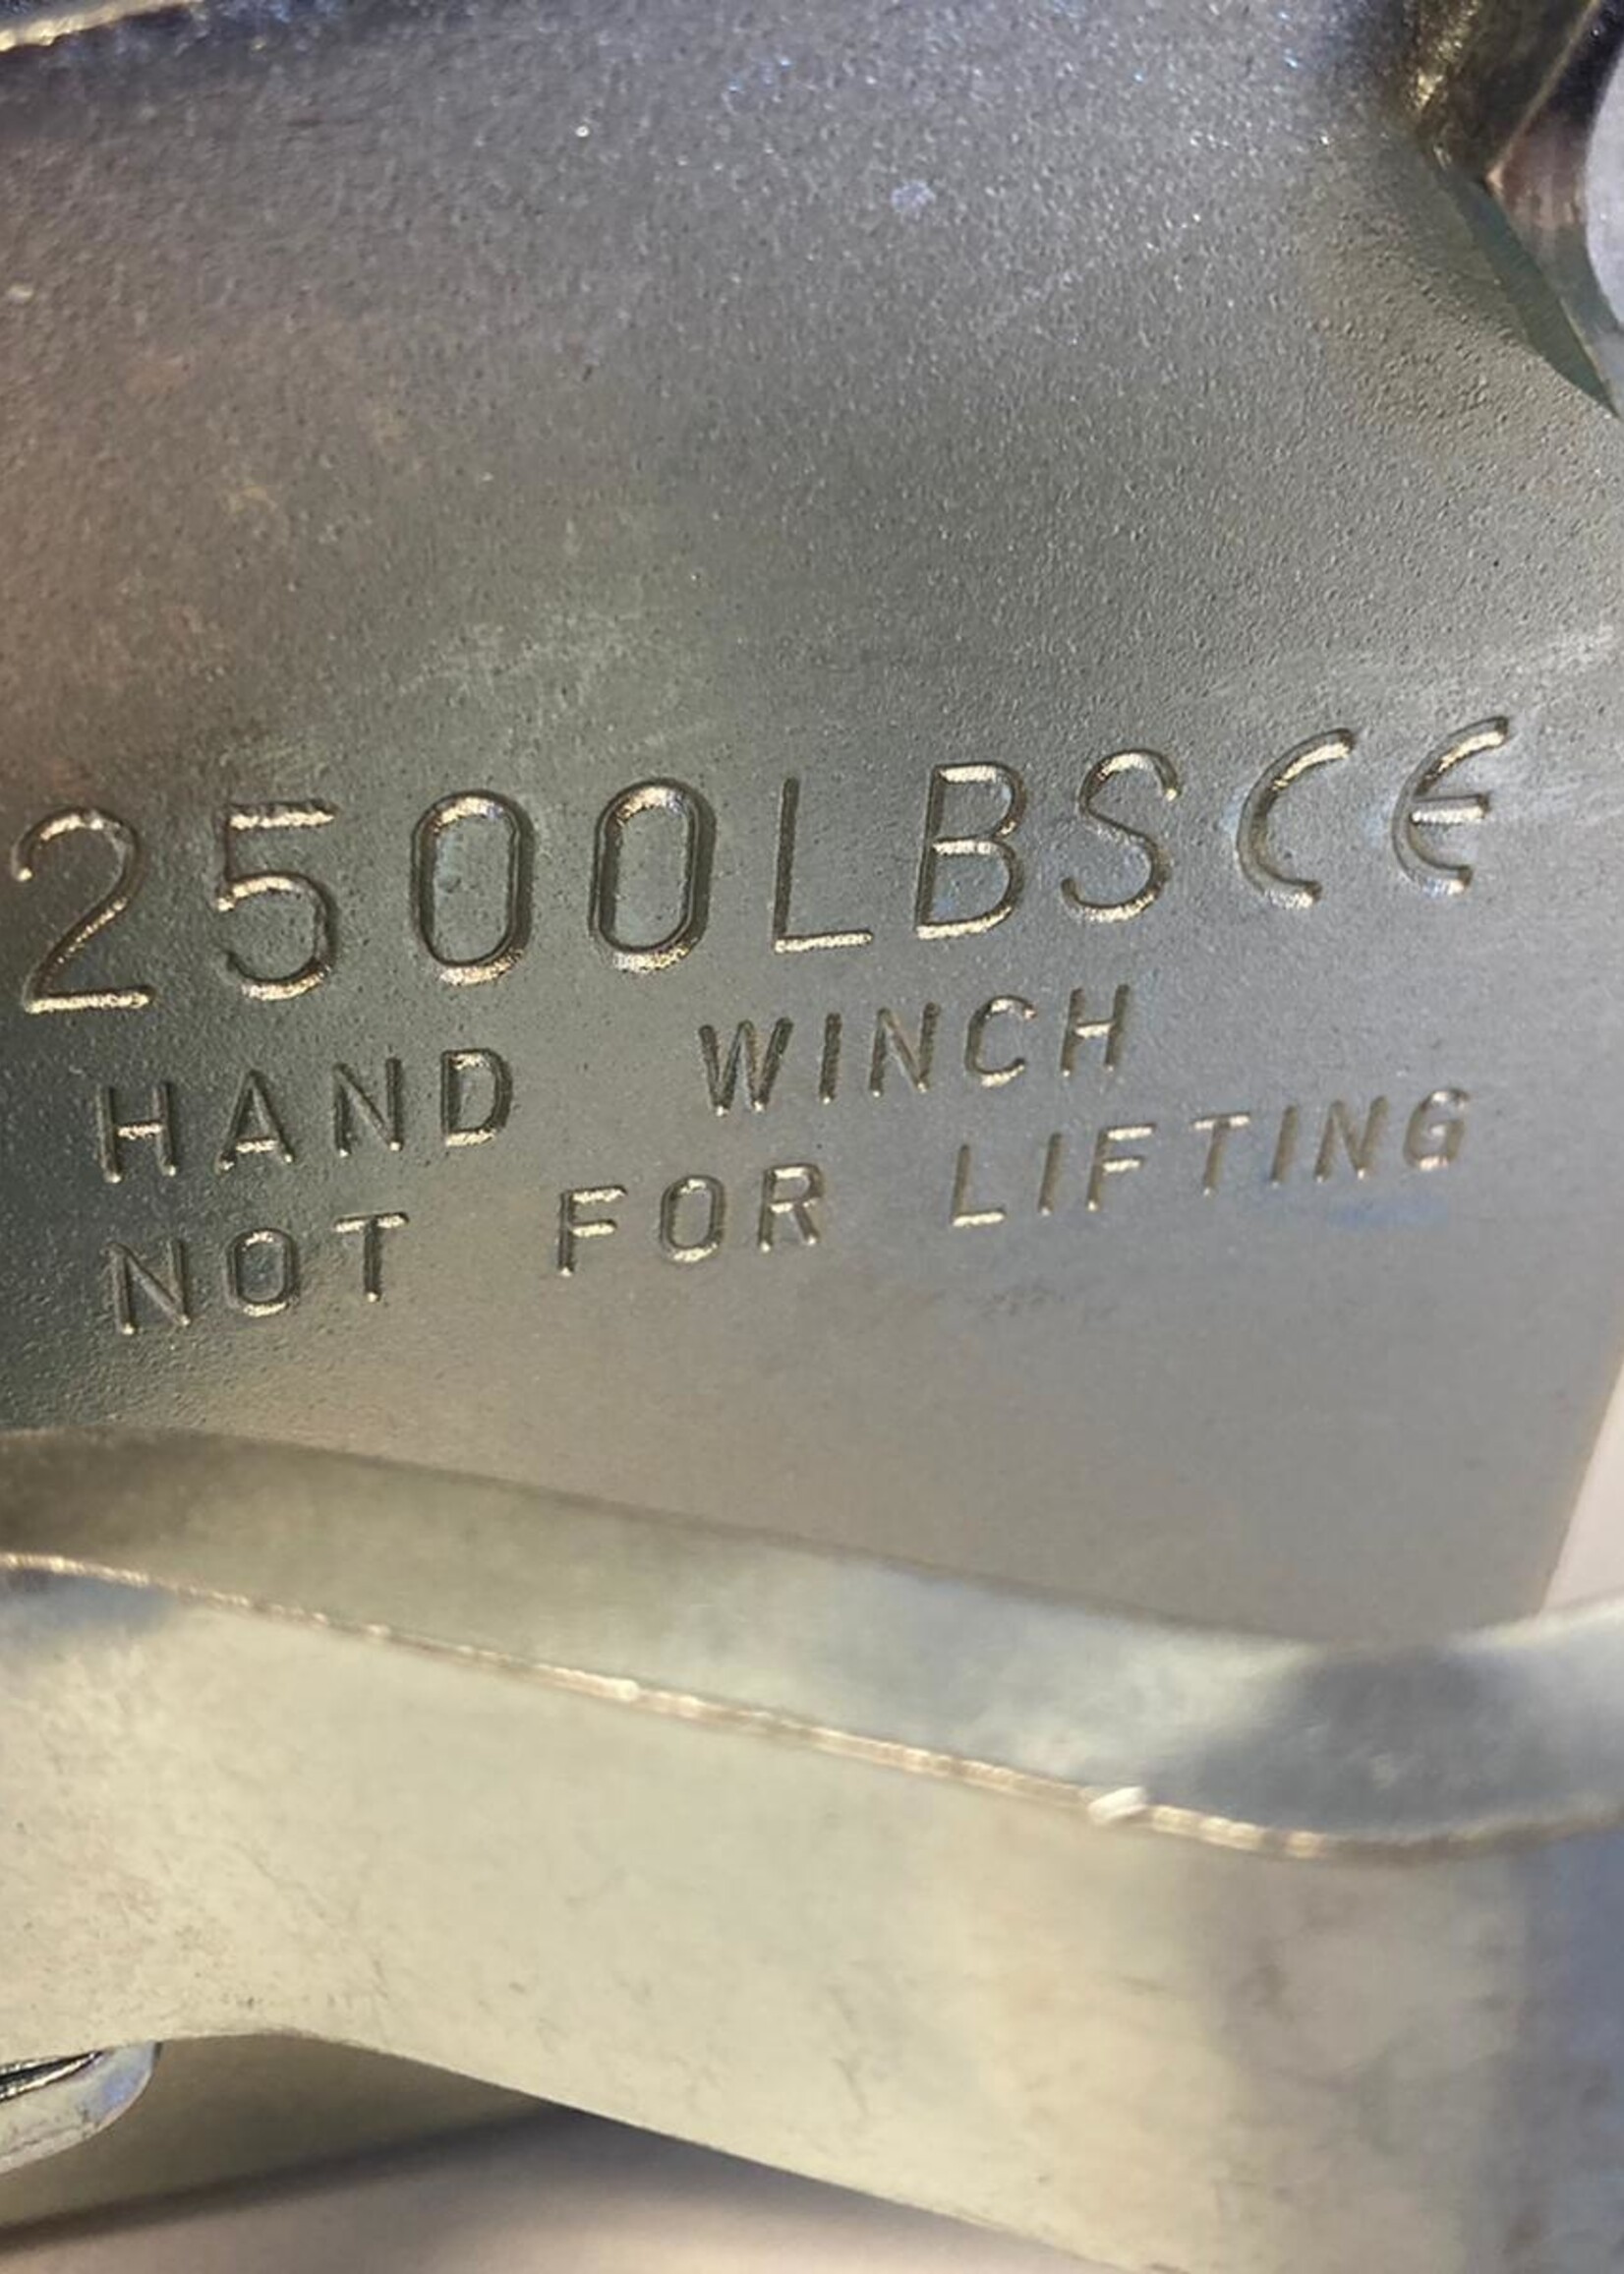 2500LBS CE
HAND WINCH
NOT FOR LIFTING